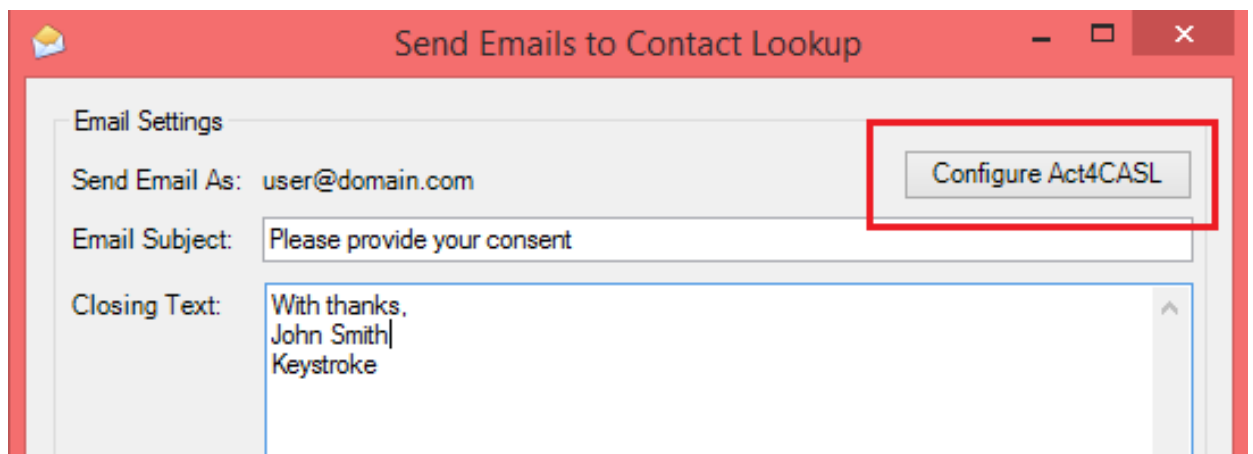 Send Emails to Contact Lookup
Email Settings
Send Email As: user@domain.com
Configure Act4CASL
Email Subject: Please provide your consent
Closing Text: With thanks,
John Smith
Keystroke